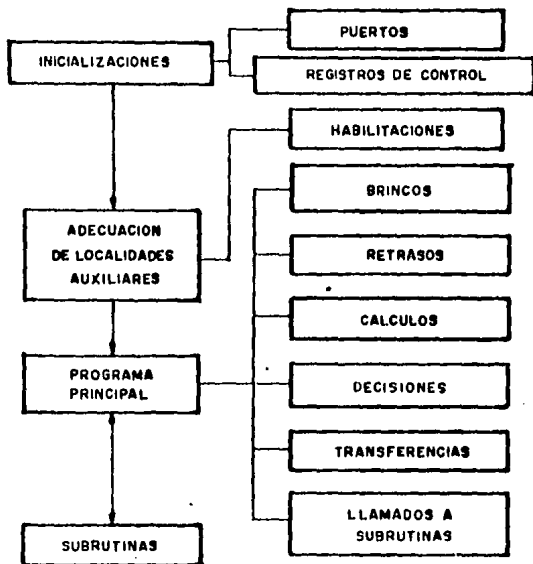 PUERTOS
INICIALIZACIONES
REGISTROS DE CONTROL
HABILITACIONES
BRINCOS
ADECUACION
DE LOCALIDADES
AUXILIARES
RETRASOS
CALCULOS
PROGRAMA
PRINCIPAL
DECISIONES
TRANSFERENCIAS
LLAMADOS A
SUBRUTINAS
SUBRUTINAS